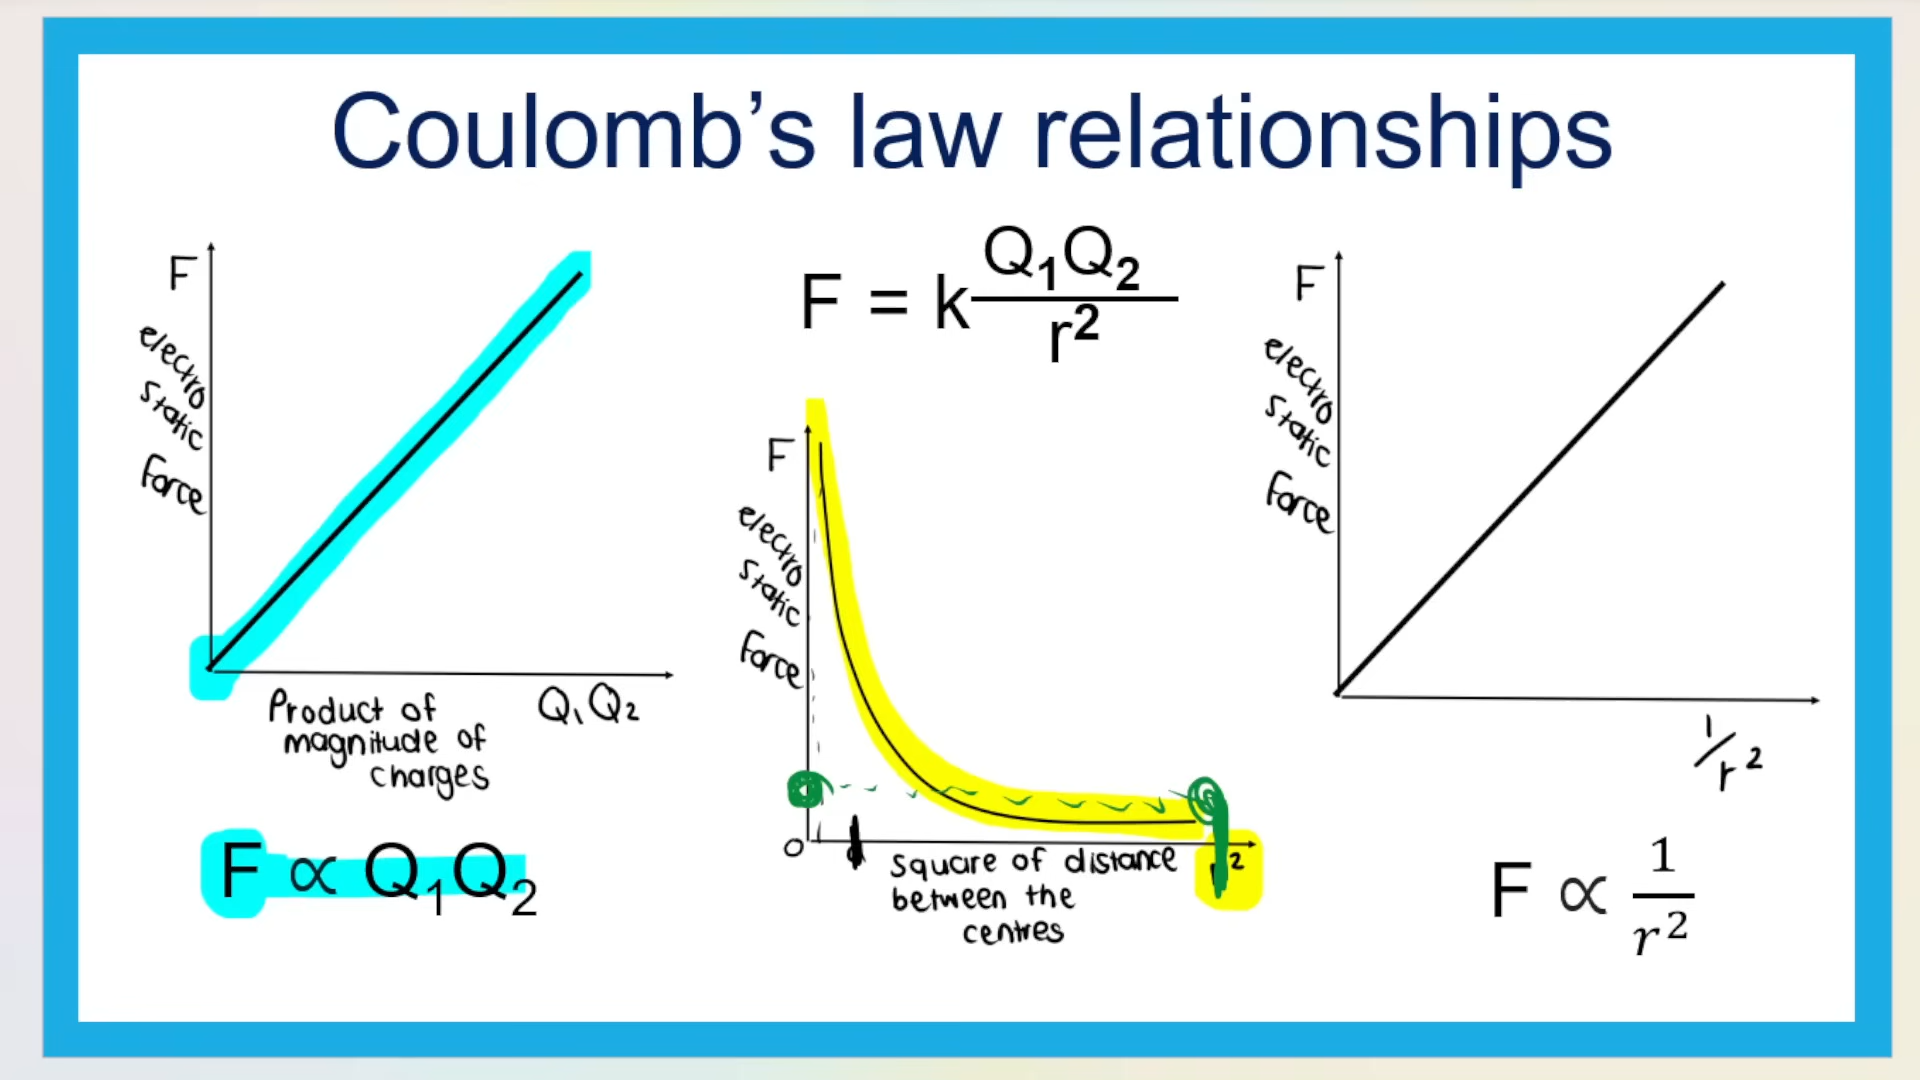 Coulomb's law relationships
F
electro
static
Force
Product of
magnitude of
charges
Q₁Q₂
F ∝ Q₁Q₂
F = k Q₁Q₂ / r²
F
electro
static
Force
0
square of distance
between the
centres
r²
F
electro
static
Force
1/r²
F ∝ 1/r²